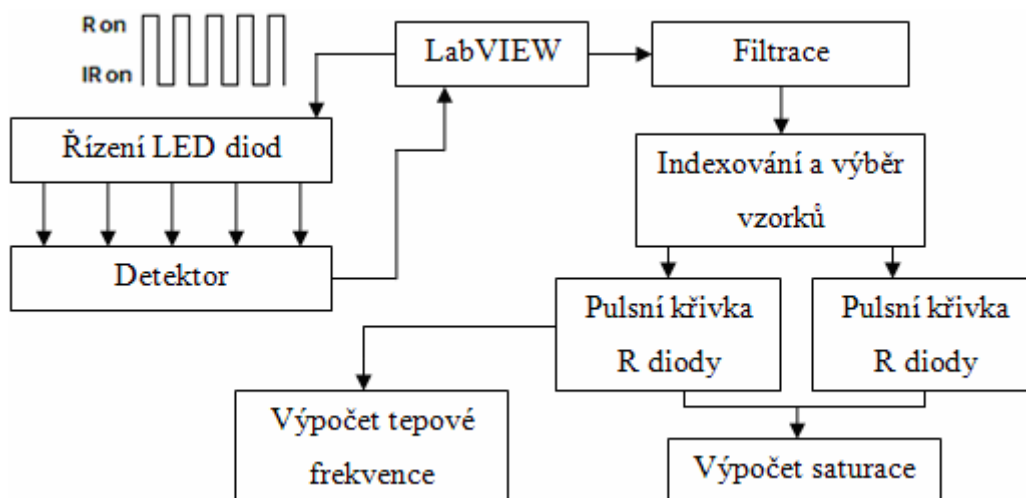 R on
IR on
LabVIEW
Filtrace
Řízení LED diod
Indexování a výběr
vzorků
Detektor
Pulsní křivka
R diody
Pulsní křivka
R diody
Výpočet tepové
frekvence
Výpočet saturace